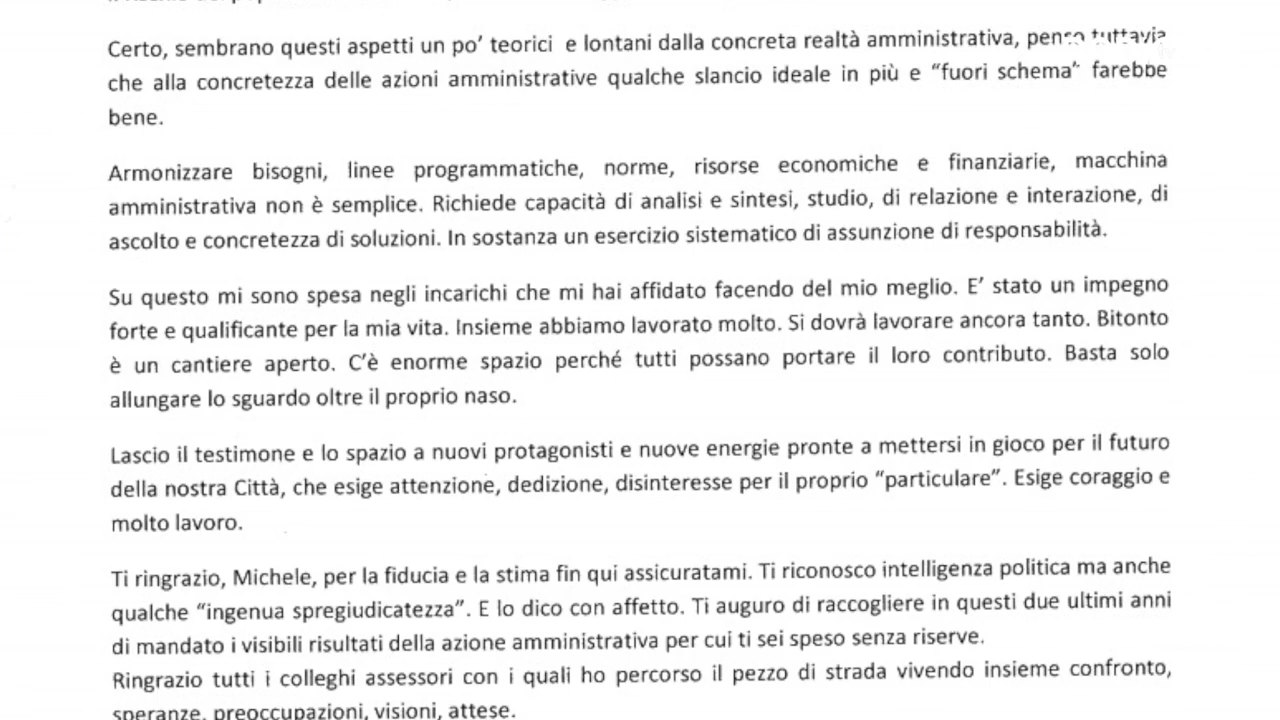 Certo, sembrano questi aspetti un po’ teorici e lontani dalla concreta realtà amministrativa, penso tuttavia
che alla concretezza delle azioni amministrative qualche slancio ideale in più e “fuori schema” farebbe
bene.
Armonizzare bisogni, linee programmatiche, norme, risorse economiche e finanziarie, macchina
amministrativa non è semplice. Richiede capacità di analisi e sintesi, studio, di relazione e interazione, di
ascolto e concretezza di soluzioni. In sostanza un esercizio sistematico di assunzione di responsabilità.
Su questo mi sono spesa negli incarichi che mi hai affidato facendo del mio meglio. E’ stato un impegno
forte e qualificante per la mia vita. Insieme abbiamo lavorato molto. Si dovrà lavorare ancora tanto. Bitonto
è un cantiere aperto. C’è enorme spazio perché tutti possano portare il loro contributo. Basta solo
allungare lo sguardo oltre il proprio naso.
Lascio il testimone e lo spazio a nuovi protagonisti e nuove energie pronte a mettersi in gioco per il futuro
della nostra Città, che esige attenzione, dedizione, disinteresse per il proprio “particulare”. Esige coraggio e
molto lavoro.
Ti ringrazio, Michele, per la fiducia e la stima fin qui assicuratami. Ti riconosco intelligenza politica ma anche
qualche “ingenua spregiudicatezza”. E lo dico con affetto. Ti auguro di raccogliere in questi due ultimi anni
di mandato i visibili risultati della azione amministrativa per cui ti sei speso senza riserve.
Ringrazio tutti i colleghi assessori con i quali ho percorso il pezzo di strada vivendo insieme confronto,
speranze, preoccupazioni, visioni, attese.